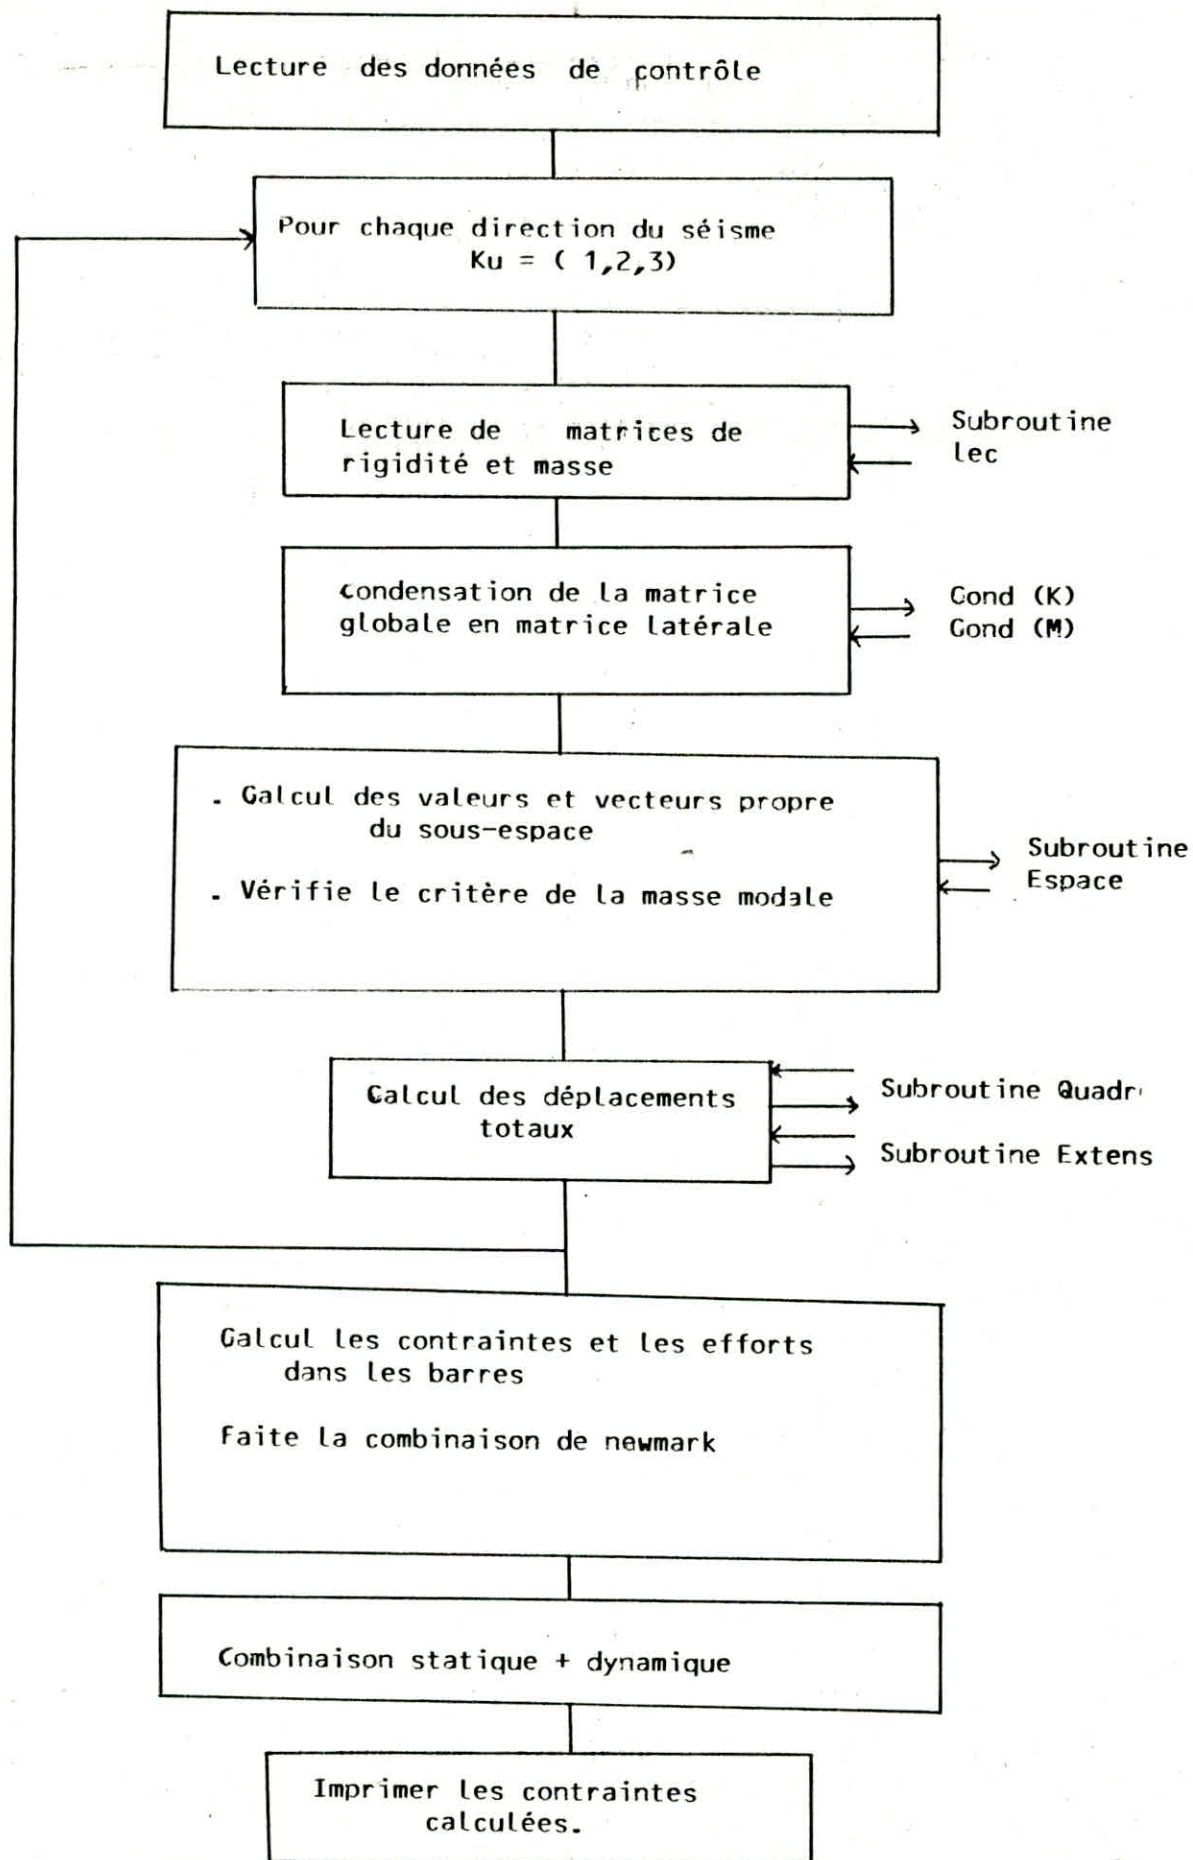 Lecture des données de contrôle
Pour chaque direction du séisme
Ku = ( 1,2,3)
Lecture de matrices de
rigidité et masse
Subroutine
lec
Condensation de la matrice
globale en matrice latérale
Cond (K)
Cond (M)
. Calcul des valeurs et vecteurs propre
du sous-espace
. Vérifie le critère de la masse modale
Subroutine
Espace
Calcul des déplacements
totaux
Subroutine Quadr
Subroutine Extens
Calcul les contraintes et les efforts
dans les barres
Faite la combinaison de newmark
Combinaison statique + dynamique
Imprimer les contraintes
calculées.